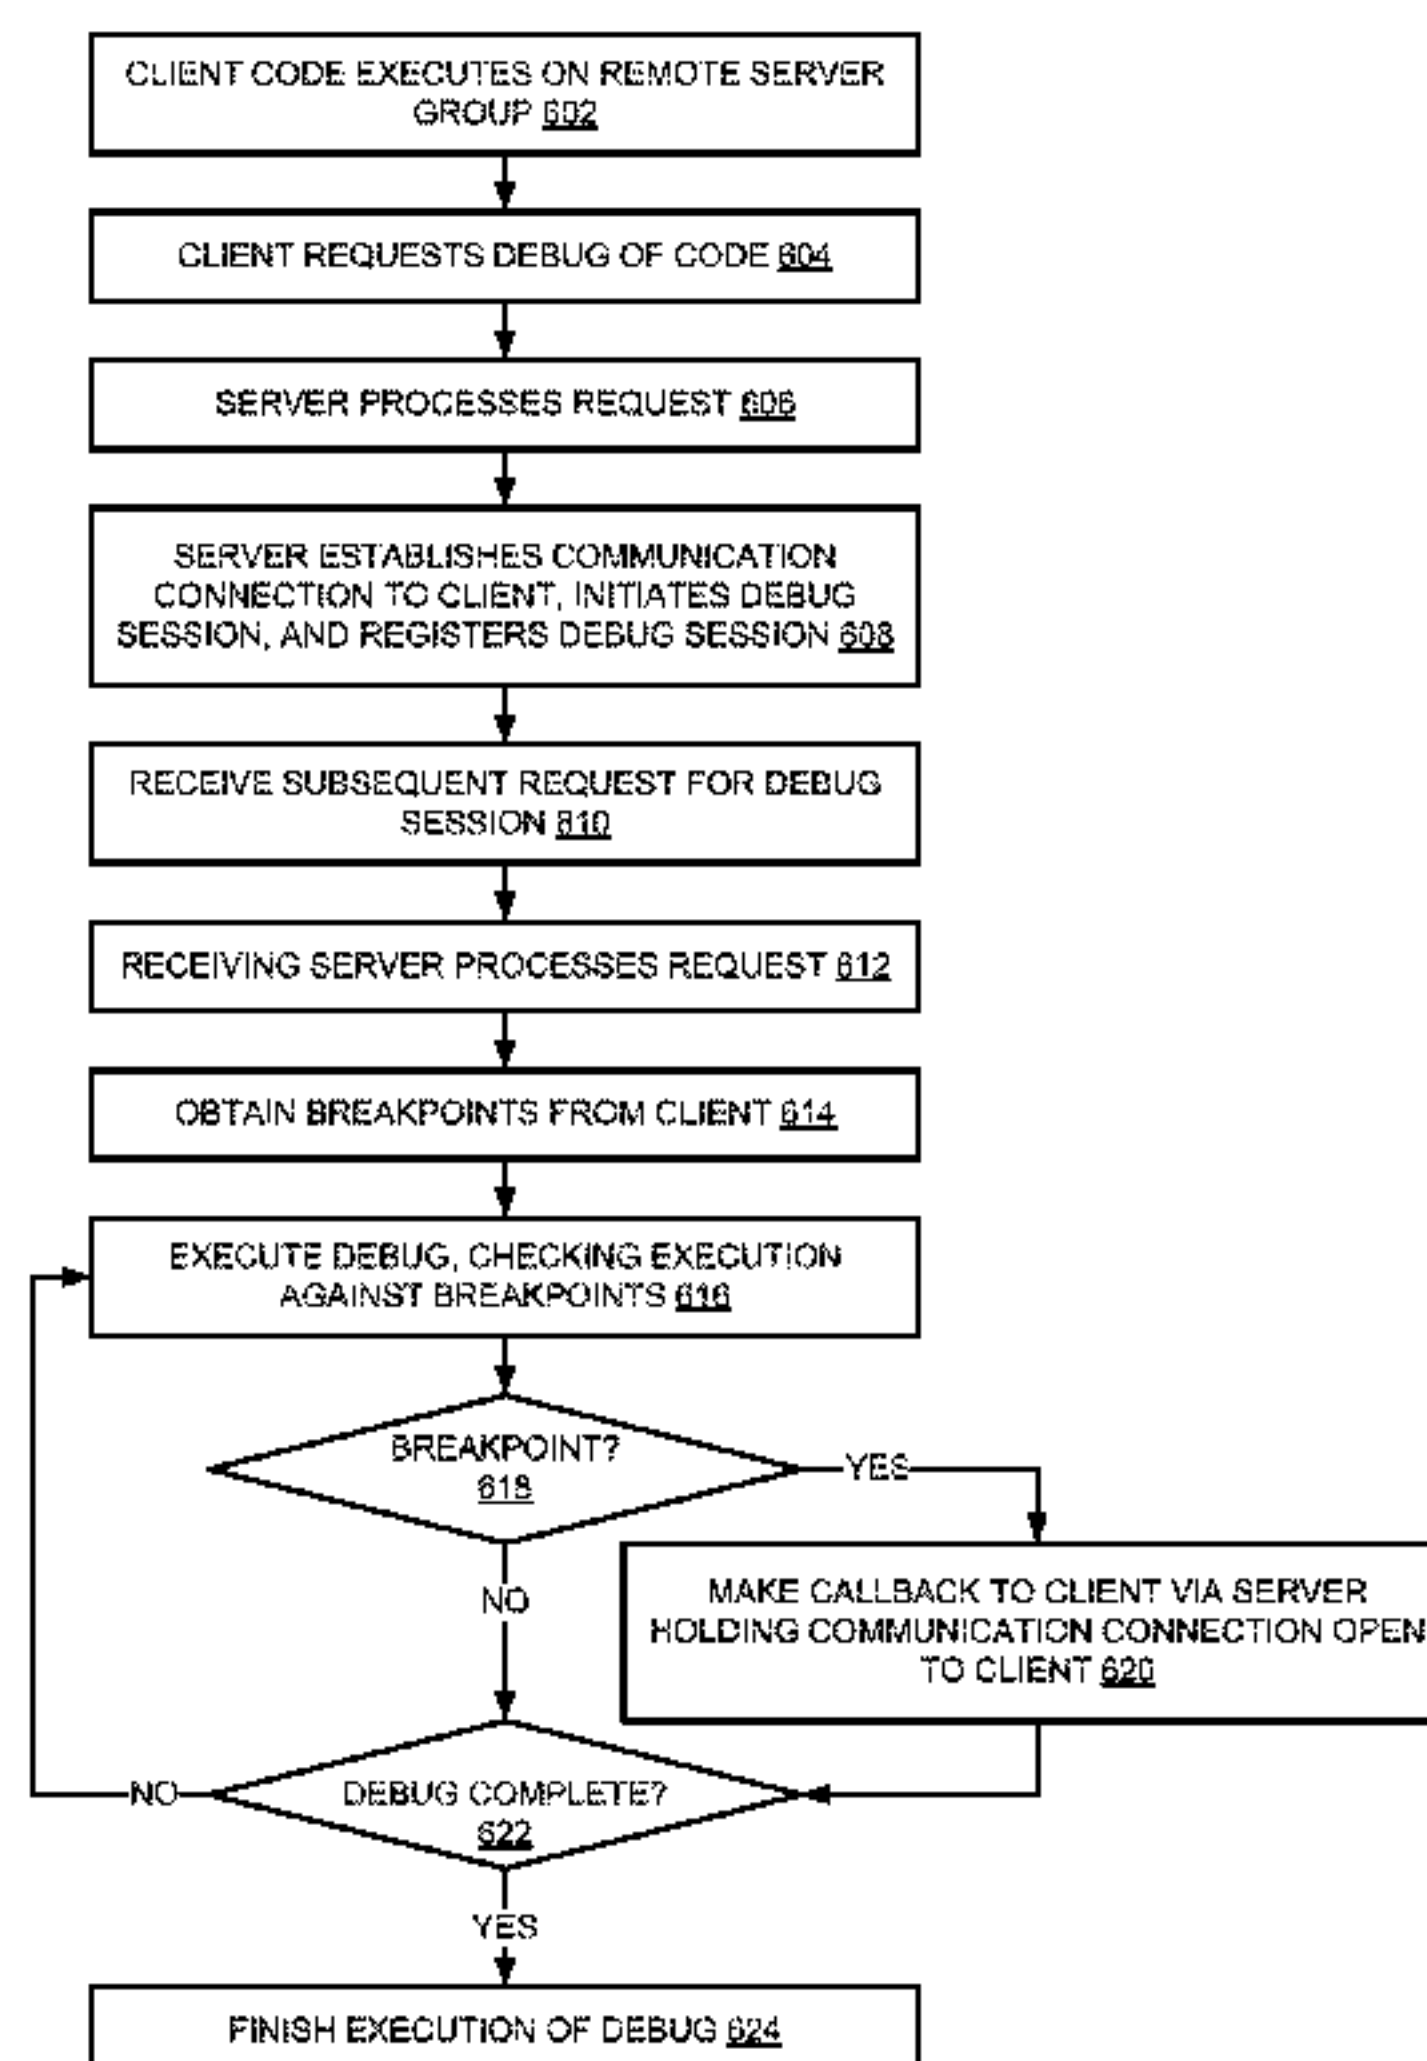 CLIENT CODE EXECUTES ON REMOTE SERVER
GROUP 602
CLIENT REQUESTS DEBUG OF CODE 604
SERVER PROCESSES REQUEST 606
SERVER ESTABLISHES COMMUNICATION
CONNECTION TO CLIENT, INITIATES DEBUG
SESSION, AND REGISTERS DEBUG SESSION 608
RECEIVE SUBSEQUENT REQUEST FOR DEBUG
SESSION 610
RECEIVING SERVER PROCESSES REQUEST 612
OBTAIN BREAKPOINTS FROM CLIENT 614
EXECUTE DEBUG, CHECKING EXECUTION
AGAINST BREAKPOINTS 616
BREAKPOINT?
618
YES
NO
MAKE CALLBACK TO CLIENT VIA SERVER
HOLDING COMMUNICATION CONNECTION OPEN
TO CLIENT 620
NO
DEBUG COMPLETE?
622
YES
FINISH EXECUTION OF DEBUG 624